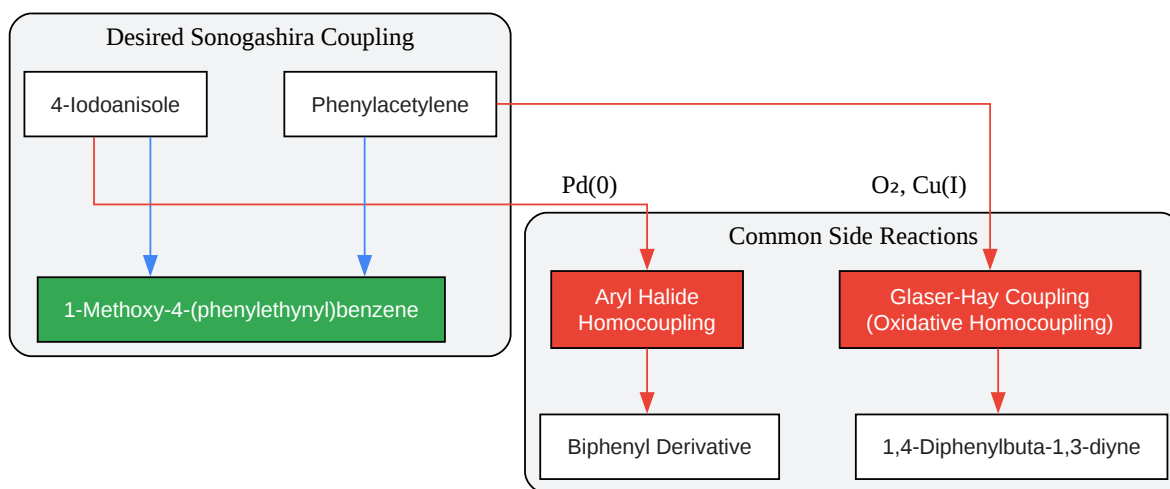 Desired Sonogashira Coupling
4-Iodoanisole
Phenylacetylene
Pd(0)
O₂, Cu(I)
1-Methoxy-4-(phenylethynyl)benzene
Common Side Reactions
Aryl Halide
Homocoupling
Glaser-Hay Coupling
(Oxidative Homocoupling)
Biphenyl Derivative
1,4-Diphenylbuta-1,3-diyne